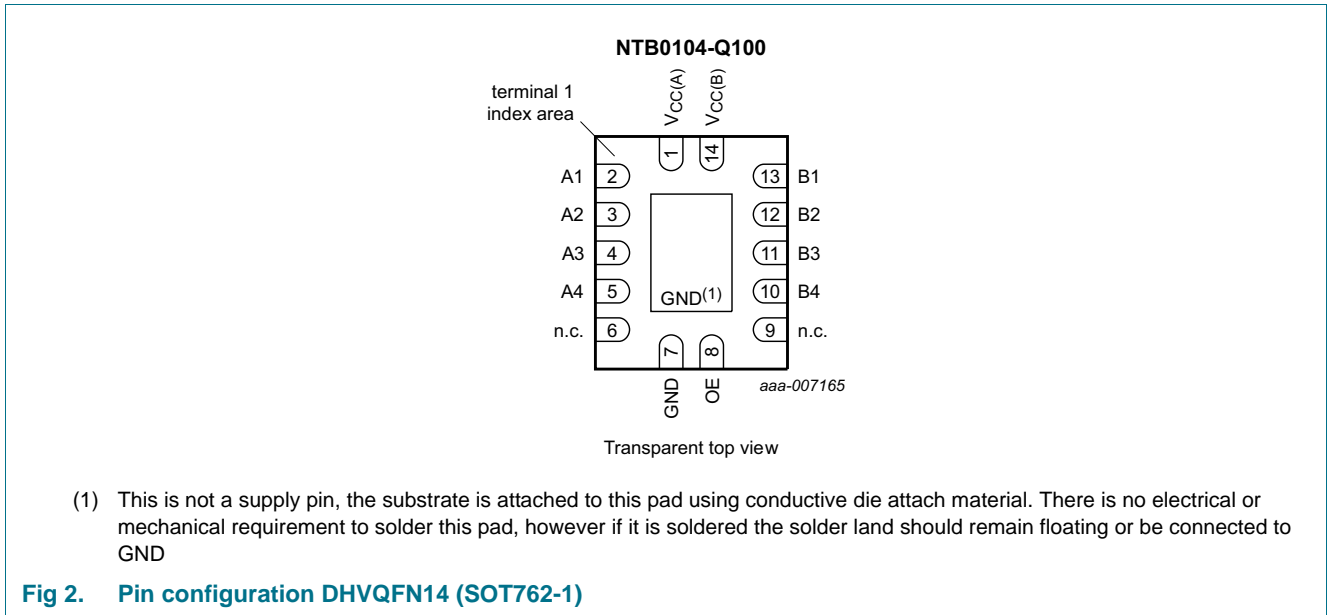 NTB0104-Q100
terminal 1
index area
VCC(A)
VCC(B)
1
14
A1 2 13 B1
A2 3 12 B2
A3 4 11 B3
A4 5 10 B4
GND(1)
n.c. 6 9 n.c.
7
8
GND
OE
aaa-007165
Transparent top view
(1) This is not a supply pin, the substrate is attached to this pad using conductive die attach material. There is no electrical or
mechanical requirement to solder this pad, however if it is soldered the solder land should remain floating or be connected to
GND
Fig 2. Pin configuration DHVQFN14 (SOT762-1)